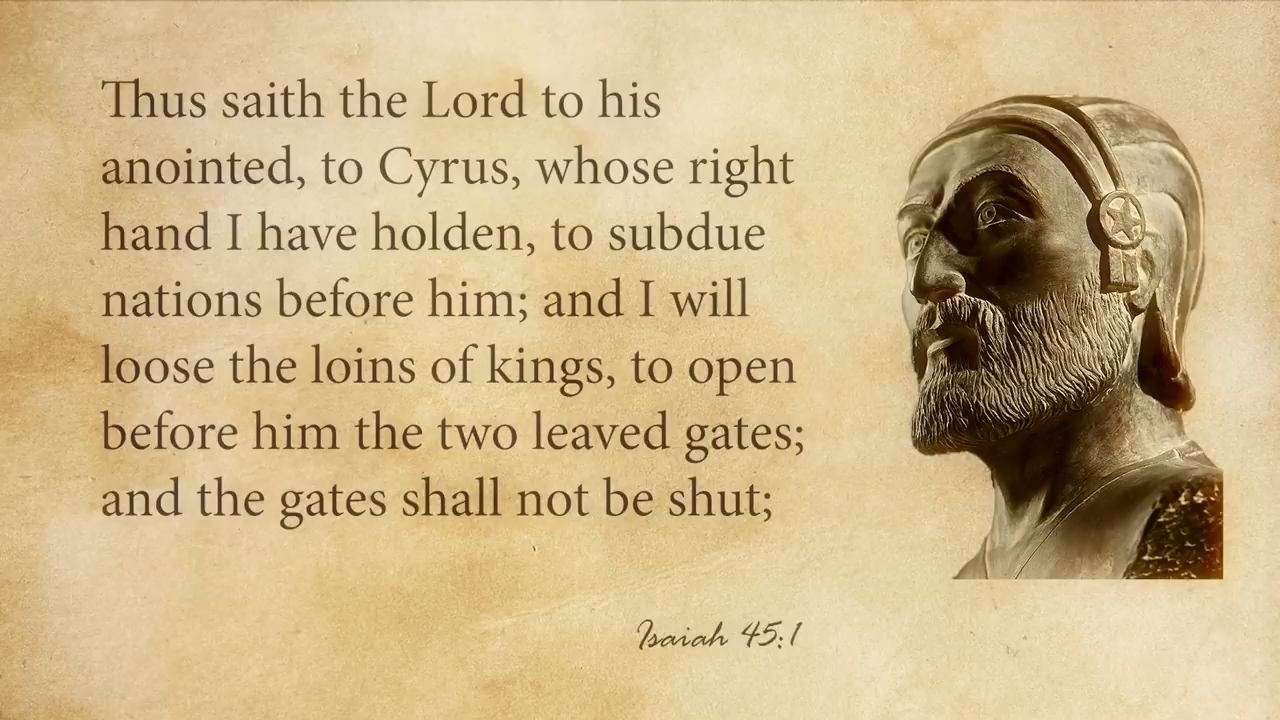 Thus saith the Lord to his
anointed, to Cyrus, whose right
hand I have holden, to subdue
nations before him; and I will
loose the loins of kings, to open
before him the two leaved gates;
and the gates shall not be shut;
Isaiah 45:1